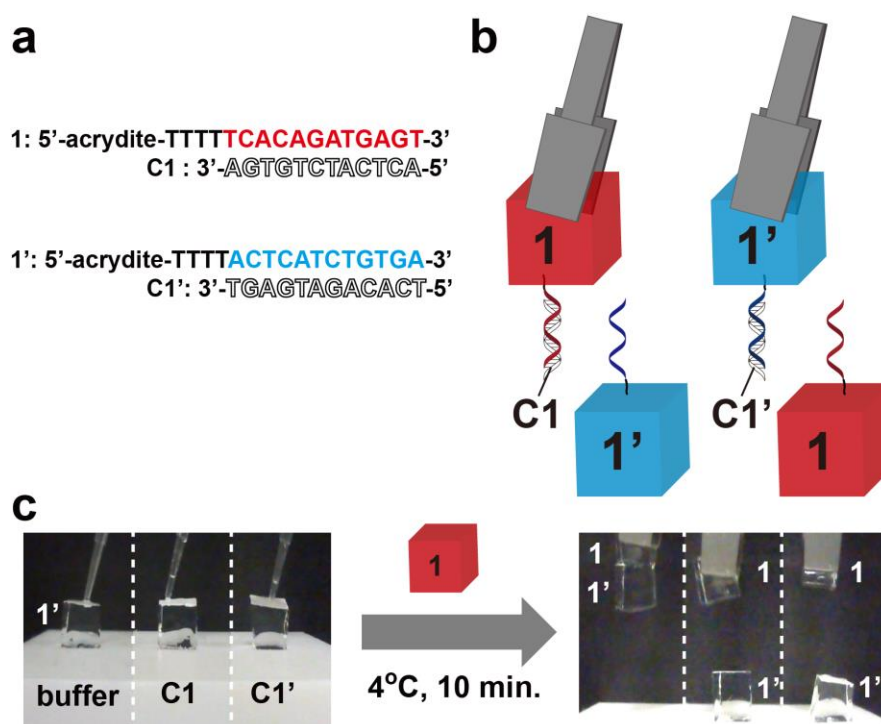 a
1: 5’-acrydite-TTTTTCACAGATGAGT-3’
C1 : 3’-AGTGTCTACTCA-5’
1’: 5’-acrydite-TTTTACTCATCTGTGA-3’
C1’: 3’-TGAGTAGACACT-5’
b
1
1’
C1
1’
C1’
1
c
1’
buffer
C1
C1’
1
4°C, 10 min.
1
1’
1
1
1’
1’